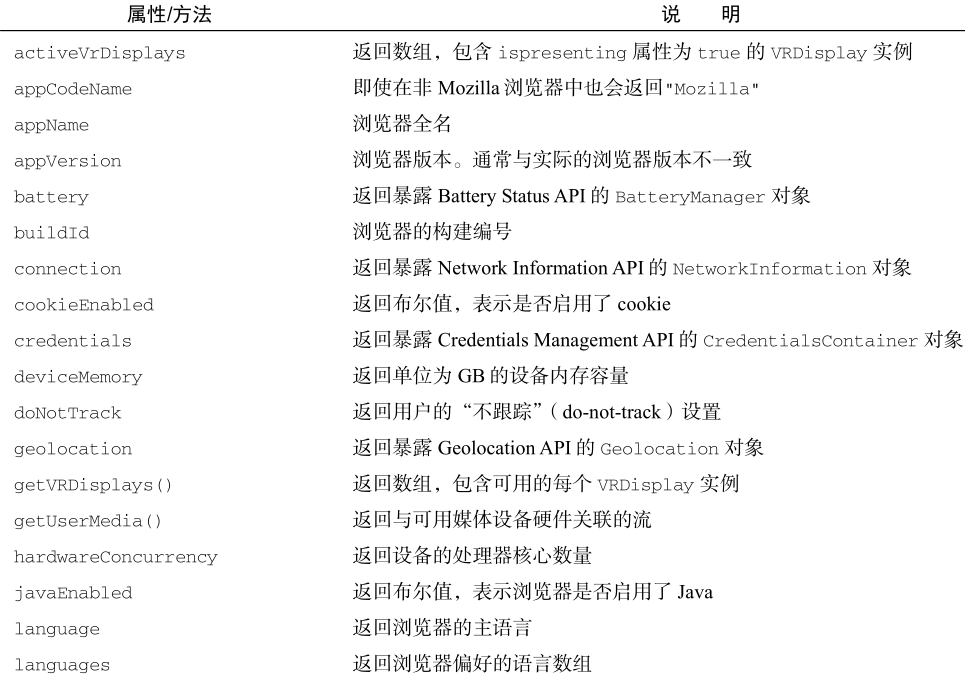 属性/方法 说 明
activeVrDisplays 返回数组，包含 ispresenting 属性为 true 的 VRDisplay 实例
appCodeName 即使在非 Mozilla 浏览器中也会返回"Mozilla"
appName 浏览器全名
appVersion 浏览器版本。通常与实际的浏览器版本不一致
battery 返回暴露 Battery Status API 的 BatteryManager 对象
buildId 浏览器的构建编号
connection 返回暴露 Network Information API 的 NetworkInformation 对象
cookieEnabled 返回布尔值，表示是否启用了 cookie
credentials 返回暴露 Credentials Management API 的 CredentialsContainer 对象
deviceMemory 返回单位为 GB 的设备内存容量
doNotTrack 返回用户的“不跟踪”（do-not-track）设置
geolocation 返回暴露 Geolocation API 的 Geolocation 对象
getVRDisplays() 返回数组，包含可用的每个 VRDisplay 实例
getUserMedia() 返回与可用媒体设备硬件关联的流
hardwareConcurrency 返回设备的处理器核心数量
javaEnabled 返回布尔值，表示浏览器是否启用了 Java
language 返回浏览器的主语言
languages 返回浏览器偏好的语言数组